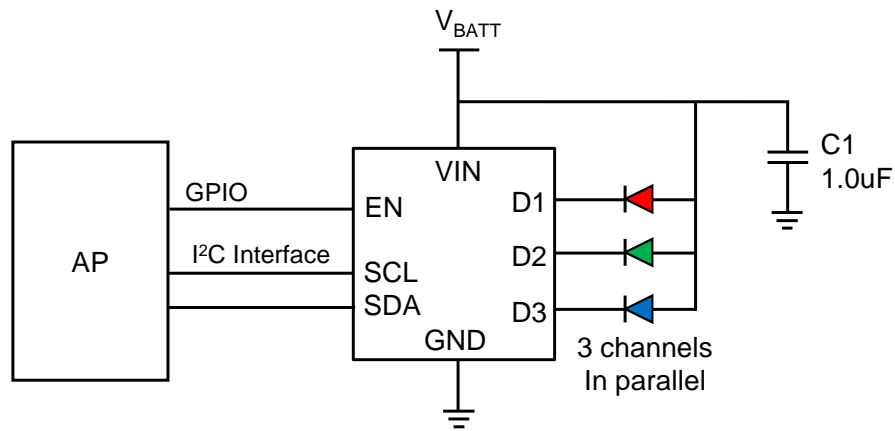 V_BATT
VIN
C1
1.0uF
GPIO
EN
D1
AP
I²C Interface
SCL
D2
SDA
D3
GND
3 channels
In parallel